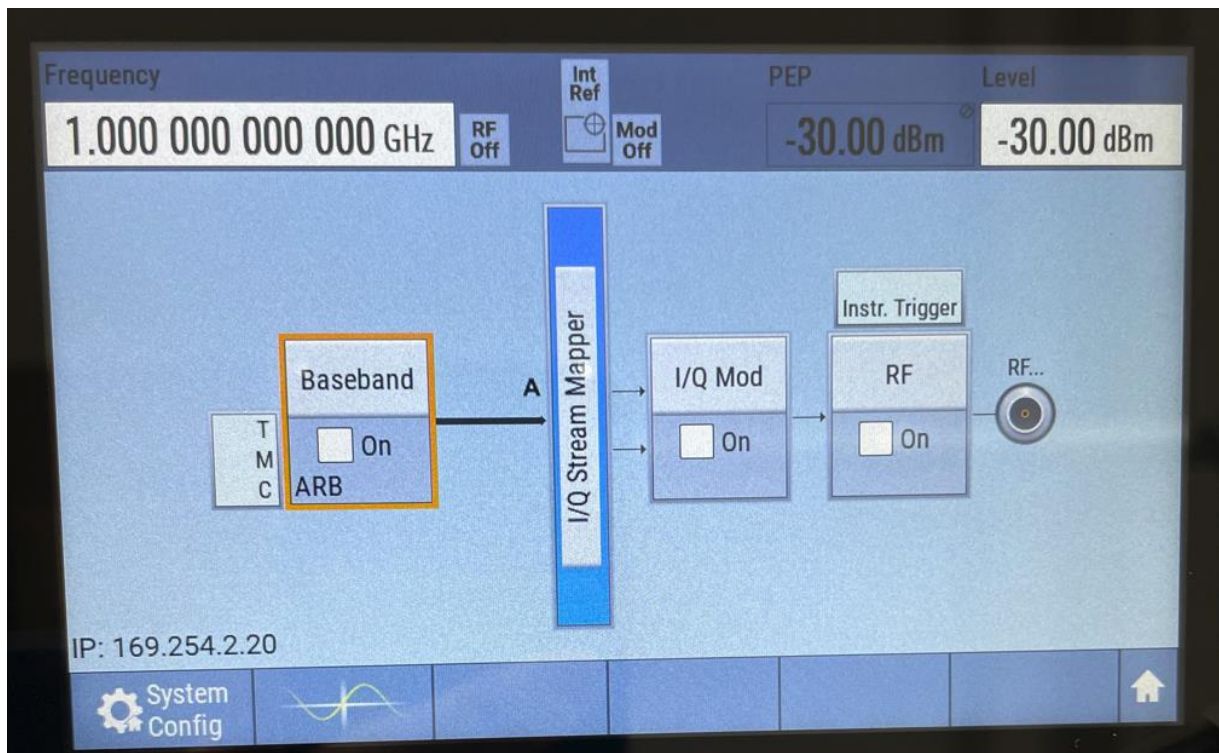 Frequency
Int
Ref
PEP
Level
1.000 000 000 000 GHz
RF
Off
Mod
Off
-30.00 dBm
-30.00 dBm
Instr. Trigger
Baseband
A
I/Q Stream Mapper
I/Q Mod
RF
RF...
T
M
C
On
On
On
ARB
IP: 169.254.2.20
System
Config